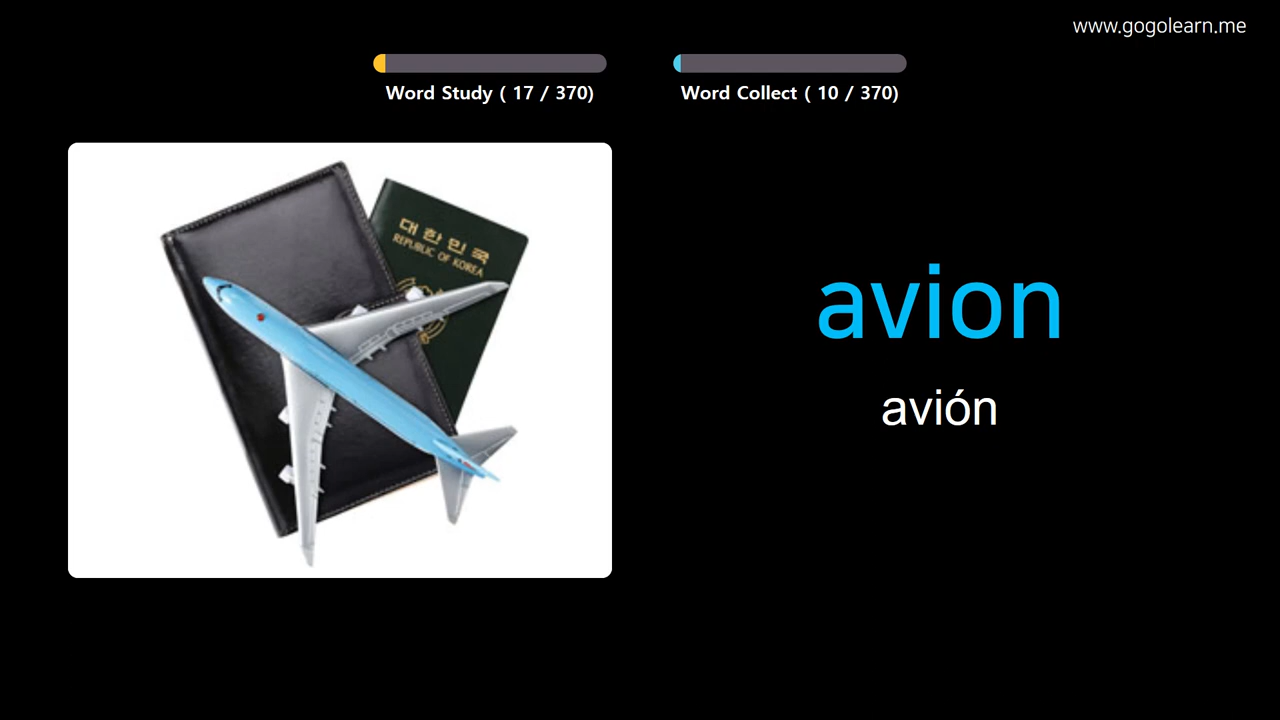 www.gogolearn.me
Word Study ( 17 / 370)
Word Collect ( 10 / 370)
대한민국
REPUBLIC OF KOREA
avion
avión